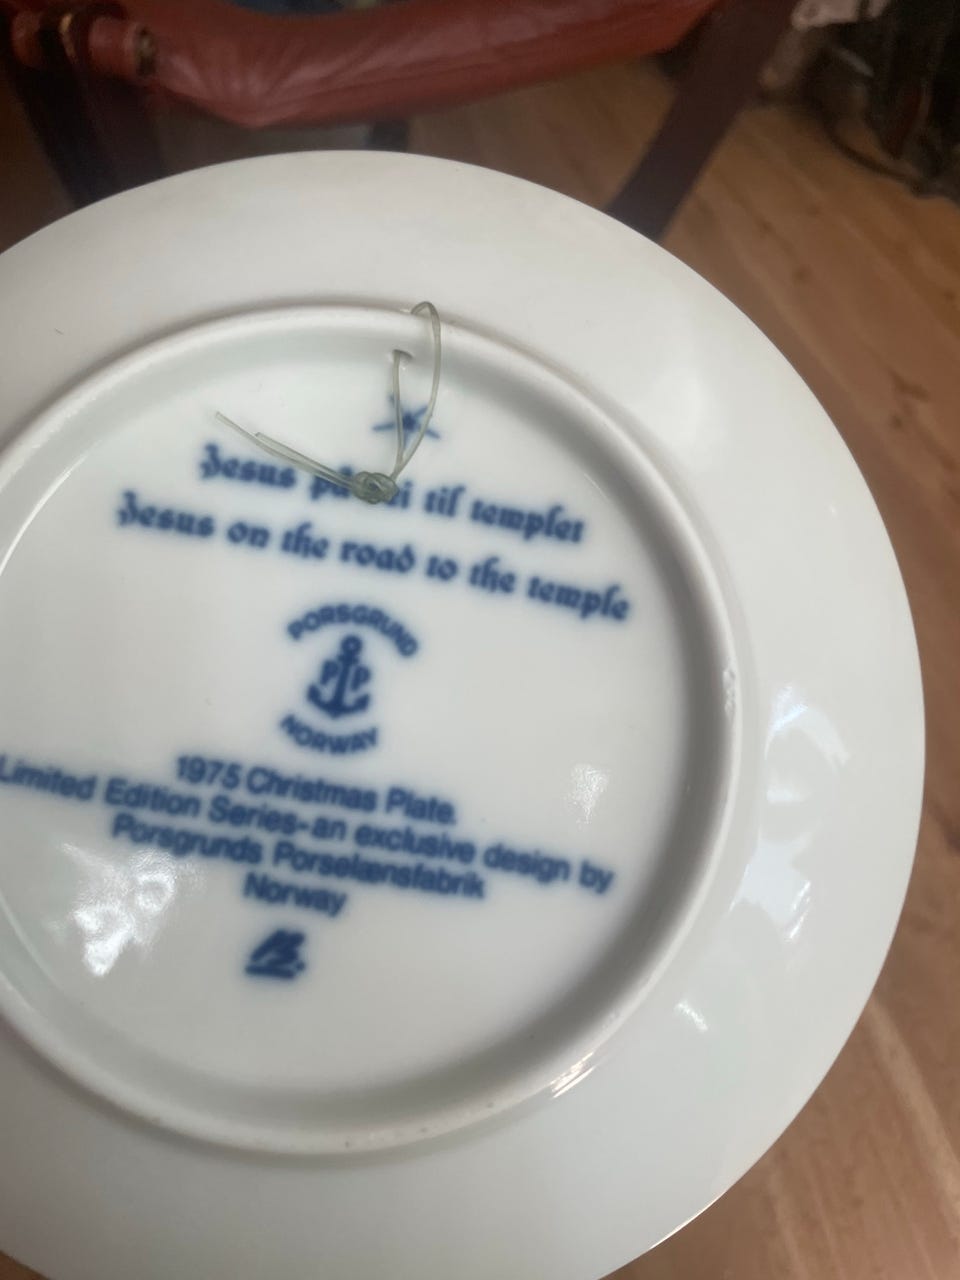 Jesus på vei til templet
Jesus on the road to the temple
PORSGRUND
PP
NORWAY
1975 Christmas Plate.
Limited Edition Series-an exclusive design by
Porsgrunds Porselænsfabrik
Norway